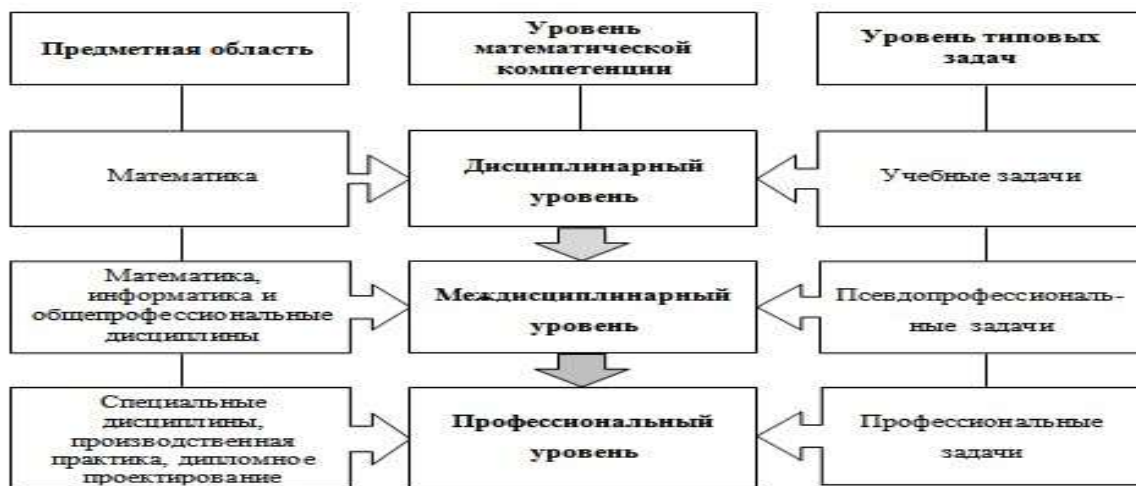 Предметная область
Уровень
математической
компетенции
Уровень типовых
задач
Математика
Дисциплинарный
уровень
Учебные задачи
Математика,
информатика и
общепрофессиональные
дисциплины
Междисциплинарный
уровень
Псевдопрофессиональ-
ные задачи
Специальные
дисциплины,
производственная
практика, дипломное
проектирование
Профессиональный
уровень
Профессиональные
задачи